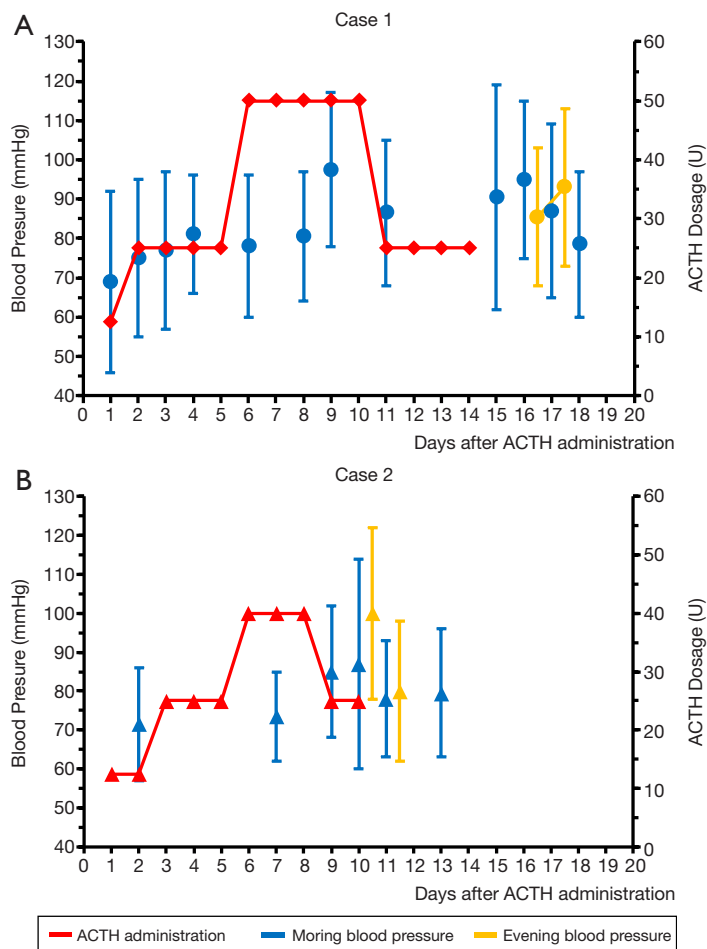 A
Case 1
130
120
110
100
90
80
70
60
50
40
Blood Presure (mmHg)
60
50
40
30
20
10
0
ACTH Dosage (U)
0 1 2 3 4 5 6 7 8 9 10 11 12 13 14 15 16 17 18 19 20
Days after ACTH administration
B
Case 2
130
120
110
100
90
80
70
60
50
40
Blood Presure (mmHg)
60
50
40
30
20
10
0
ACTH Dosage (U)
0 1 2 3 4 5 6 7 8 9 10 11 12 13 14 15 16 17 18 19 20
Days after ACTH administration
ACTH administration Moring blood pressure Evening blood pressure